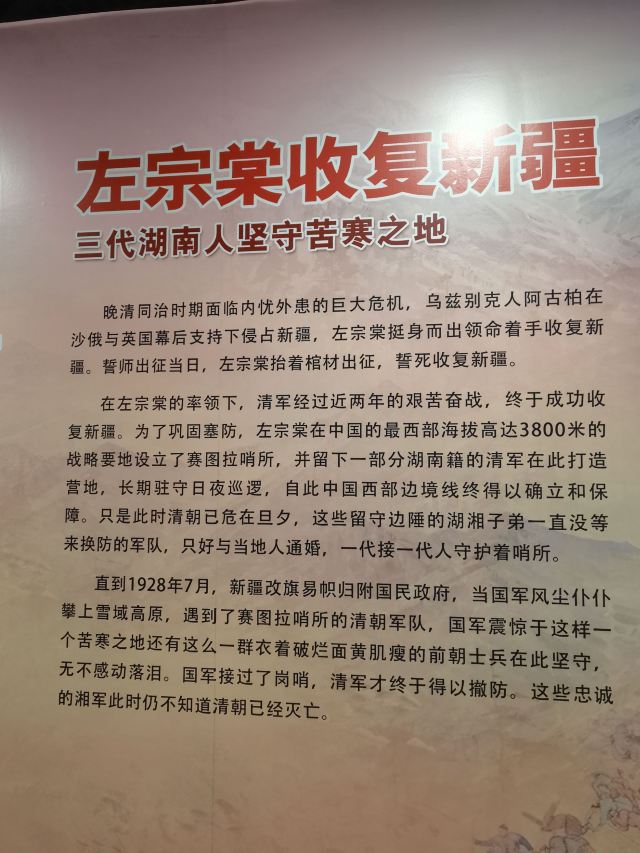 左宗棠收复新疆
三代湖南人坚守苦寒之地
晚清同治时期面临内忧外患的巨大危机，乌兹别克人阿古柏在
沙俄与英国幕后支持下侵占新疆，左宗棠挺身而出领命着手收复新
疆。誓师出征当日，左宗棠抬着棺材出征，誓死收复新疆。
在左宗棠的率领下，清军经过近两年的艰苦奋战，终于成功收
复新疆。为了巩固塞防，左宗棠在中国的最西部海拔高达3800米的
战略要地设立了赛图拉哨所，并留下一部分湖南籍的清军在此打造
营地，长期驻守日夜巡逻，自此中国西部边境线终得以确立和保
障。只是此时清朝已危在旦夕，这些留守边陲的湖湘子弟一直没等
来换防的军队，只好与当地人通婚，一代接一代人守护着哨所。
直到1928年7月，新疆改旗易帜归附国民政府，当国军风尘仆仆
攀上雪域高原，遇到了赛图拉哨所的清朝军队，国军震惊于这样一
个苦寒之地还有这么一群衣着破烂面黄肌瘦的前朝士兵在此坚守，
无不感动落泪。国军接过了岗哨，清军才终于得以撤防。这些忠诚
的湘军此时仍不知道清朝已经灭亡。